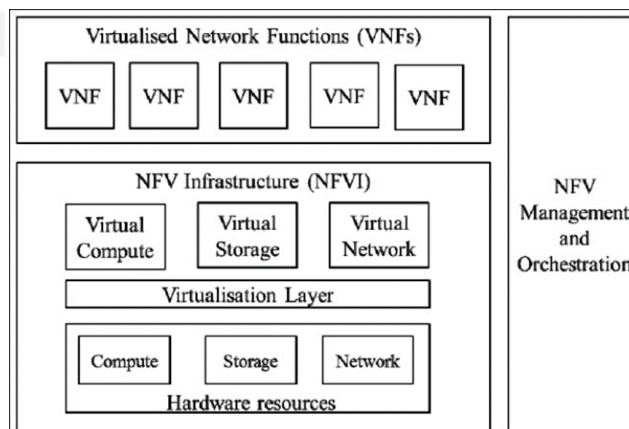 Virtualised Network Functions (VNFs)
VNF
VNF
VNF
VNF
VNF
NFV Infrastructure (NFVI)
Virtual
Compute
Virtual
Storage
Virtual
Network
Virtualisation Layer
Compute
Storage
Network
Hardware resources
NFV
Management
and
Orchestration